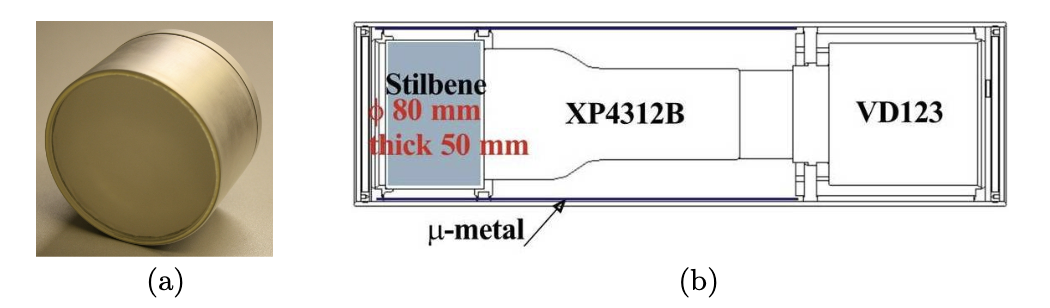 Stilbene
ϕ 80 mm
thick 50 mm
XP4312B
VD123
μ-metal
(a)
(b)